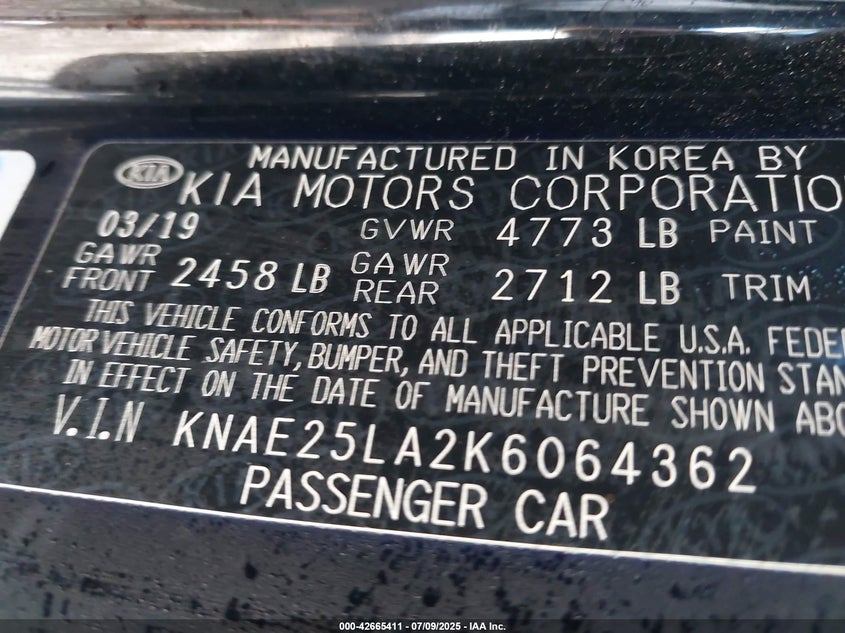 KIA
MANUFACTURED IN KOREA BY
KIA MOTORS CORPORATIO
03/19 GVWR 4773 LB PAINT
GAWR FRONT 2458 LB GAWR REAR 2712 LB TRIM
THIS VEHICLE CONFORMS TO ALL APPLICABLE U.S.A. FEDE
MOTOR VEHICLE SAFETY, BUMPER, AND THEFT PREVENTION STAN
IN EFFECT ON THE DATE OF MANUFACTURE SHOWN ABO
V.I.N KNAE25LA2K6064362
PASSENGER CAR
000-42665411 - 07/09/2025 - IAA Inc.